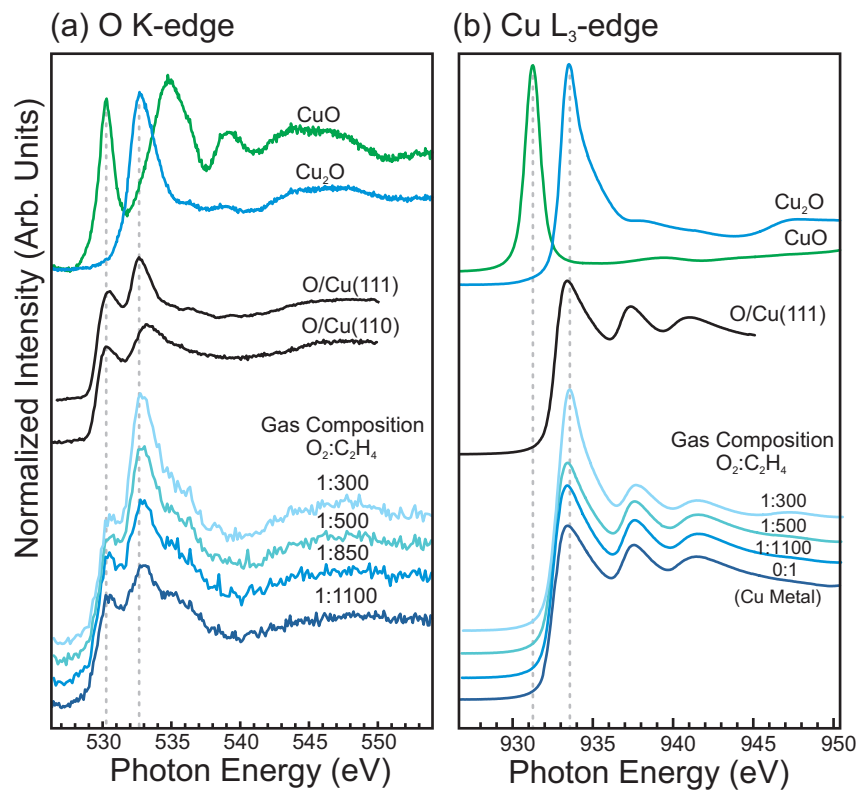 (a) O K-edge
Normalized Intensity (Arb. Units)
CuO
Cu₂O
O/Cu(111)
O/Cu(110)
Gas Composition
O₂:C₂H₄
1:300
1:500
1:850
1:1100
530 535 540 545 550
Photon Energy (eV)
(b) Cu L₃-edge
Cu₂O
CuO
O/Cu(111)
Gas Composition
O₂:C₂H₄
1:300
1:500
1:1100
0:1
(Cu Metal)
930 935 940 945 950
Photon Energy (eV)